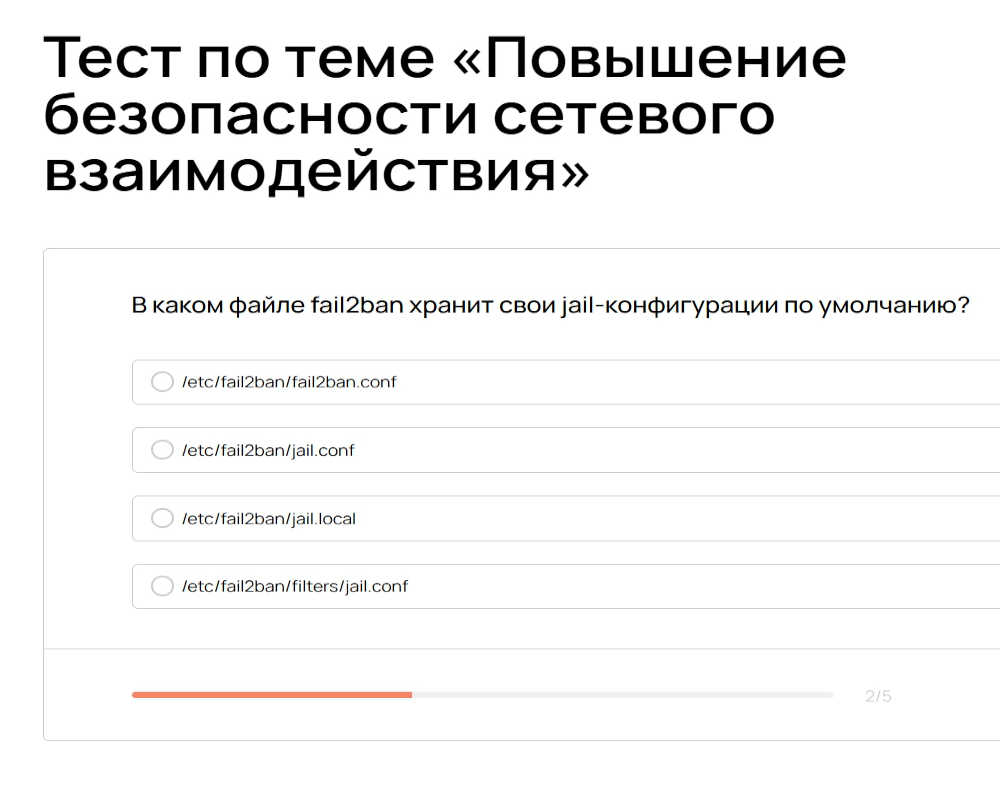 Тест по теме «Повышение
безопасности сетевого
взаимодействия»
В каком файле fail2ban хранит свои jail-конфигурации по умолчанию?
/etc/fail2ban/fail2ban.conf
/etc/fail2ban/jail.conf
/etc/fail2ban/jail.local
/etc/fail2ban/filters/jail.conf
2/5